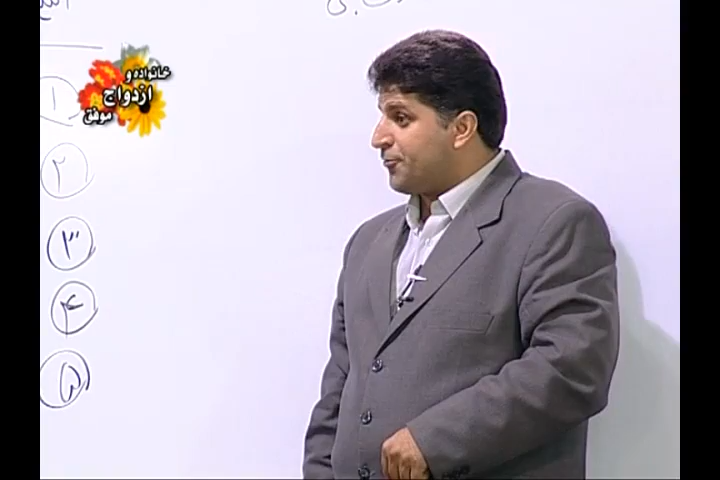 خانواده و
ازدواج
موفق
۱
۲
۳
۴
۵